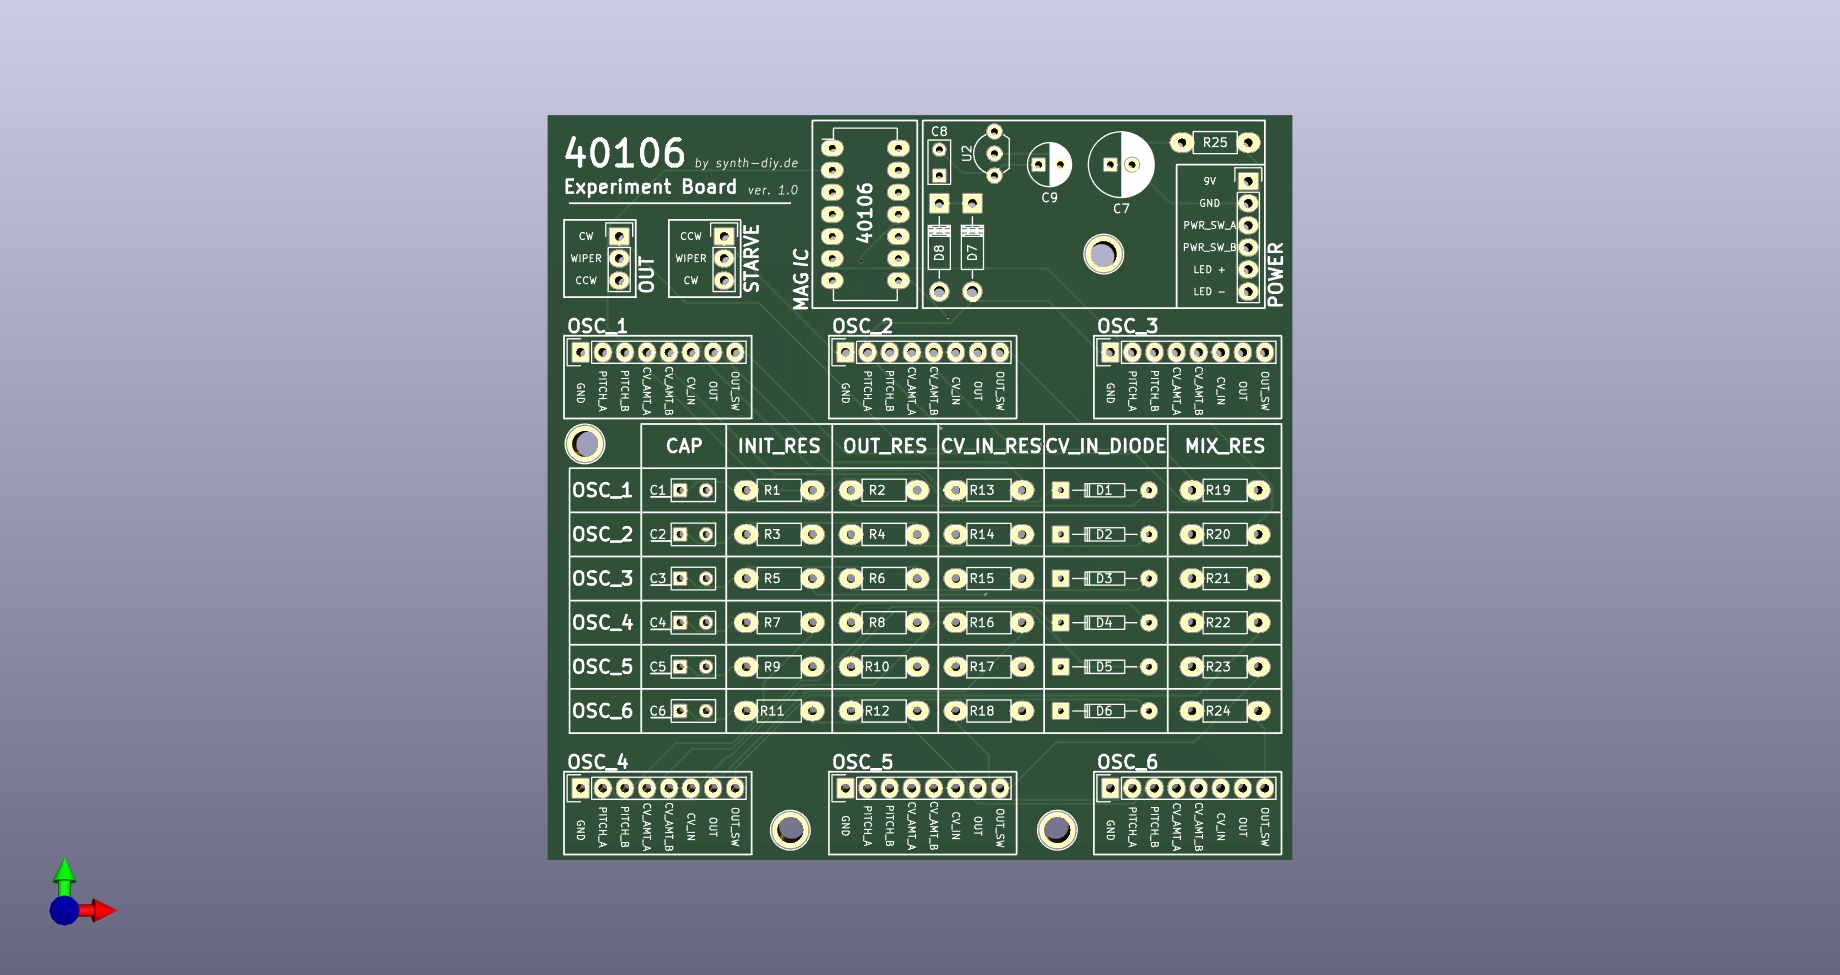 40106 by synth-diy.de
Experiment Board ver. 1.0
CW
WIPER
CCW
OUT
CCW
WIPER
CW
STARVE
MAG IC
40106
C8
U2
C9
C7
R25
D8
D7
9V
GND
PWR_SW_A
PWR_SW_B
LED +
LED -
POWER
OSC_1
GND PITCH_A PITCH_B CV_AMT_A CV_AMT_B CV_IN OUT OUT_SW
OSC_2
GND PITCH_A PITCH_B CV_AMT_A CV_AMT_B CV_IN OUT OUT_SW
OSC_3
GND PITCH_A PITCH_B CV_AMT_A CV_AMT_B CV_IN OUT OUT_SW
CAP INIT_RES OUT_RES CV_IN_RES CV_IN_DIODE MIX_RES
OSC_1 C1 R1 R2 R13 D1 R19
OSC_2 C2 R3 R4 R14 D2 R20
OSC_3 C3 R5 R6 R15 D3 R21
OSC_4 C4 R7 R8 R16 D4 R22
OSC_5 C5 R9 R10 R17 D5 R23
OSC_6 C6 R11 R12 R18 D6 R24
OSC_4
GND PITCH_A PITCH_B CV_AMT_A CV_AMT_B CV_IN OUT OUT_SW
OSC_5
GND PITCH_A PITCH_B CV_AMT_A CV_AMT_B CV_IN OUT OUT_SW
OSC_6
GND PITCH_A PITCH_B CV_AMT_A CV_AMT_B CV_IN OUT OUT_SW